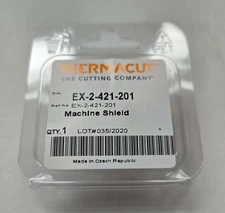 THERMACUT
THE CUTTING COMPANY
EX-2-421-201
EX-2-421-201
Machine Shield
QTY. 1 LOT#035/2020
Made in Czech Republic